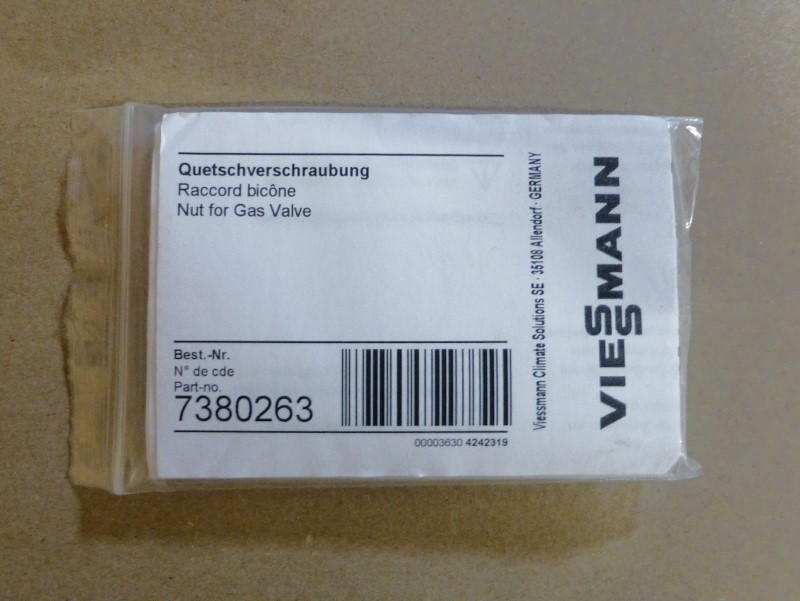 Quetschverschraubung
Raccord bicône
Nut for Gas Valve
Best.-Nr.
N° de cde
Part-no.
7380263
00003630 4242319
Viessmann Climate Solutions SE · 35108 Allendorf · GERMANY
VIESSMANN